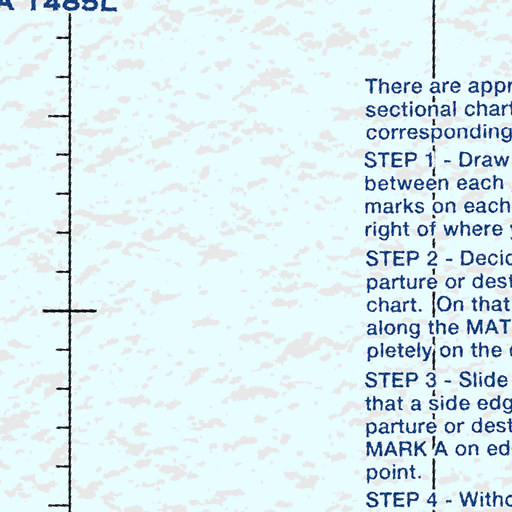 A 1485L
There are appr
sectional chart
corresponding
STEP 1 - Draw
between each
marks on each
right of where
STEP 2 - Decid
parture or dest
chart. On that
along the MAT
pletely on the
STEP 3 - Slide
that a side edg
parture or dest
MARK A on ed
point.
STEP 4 - Witho